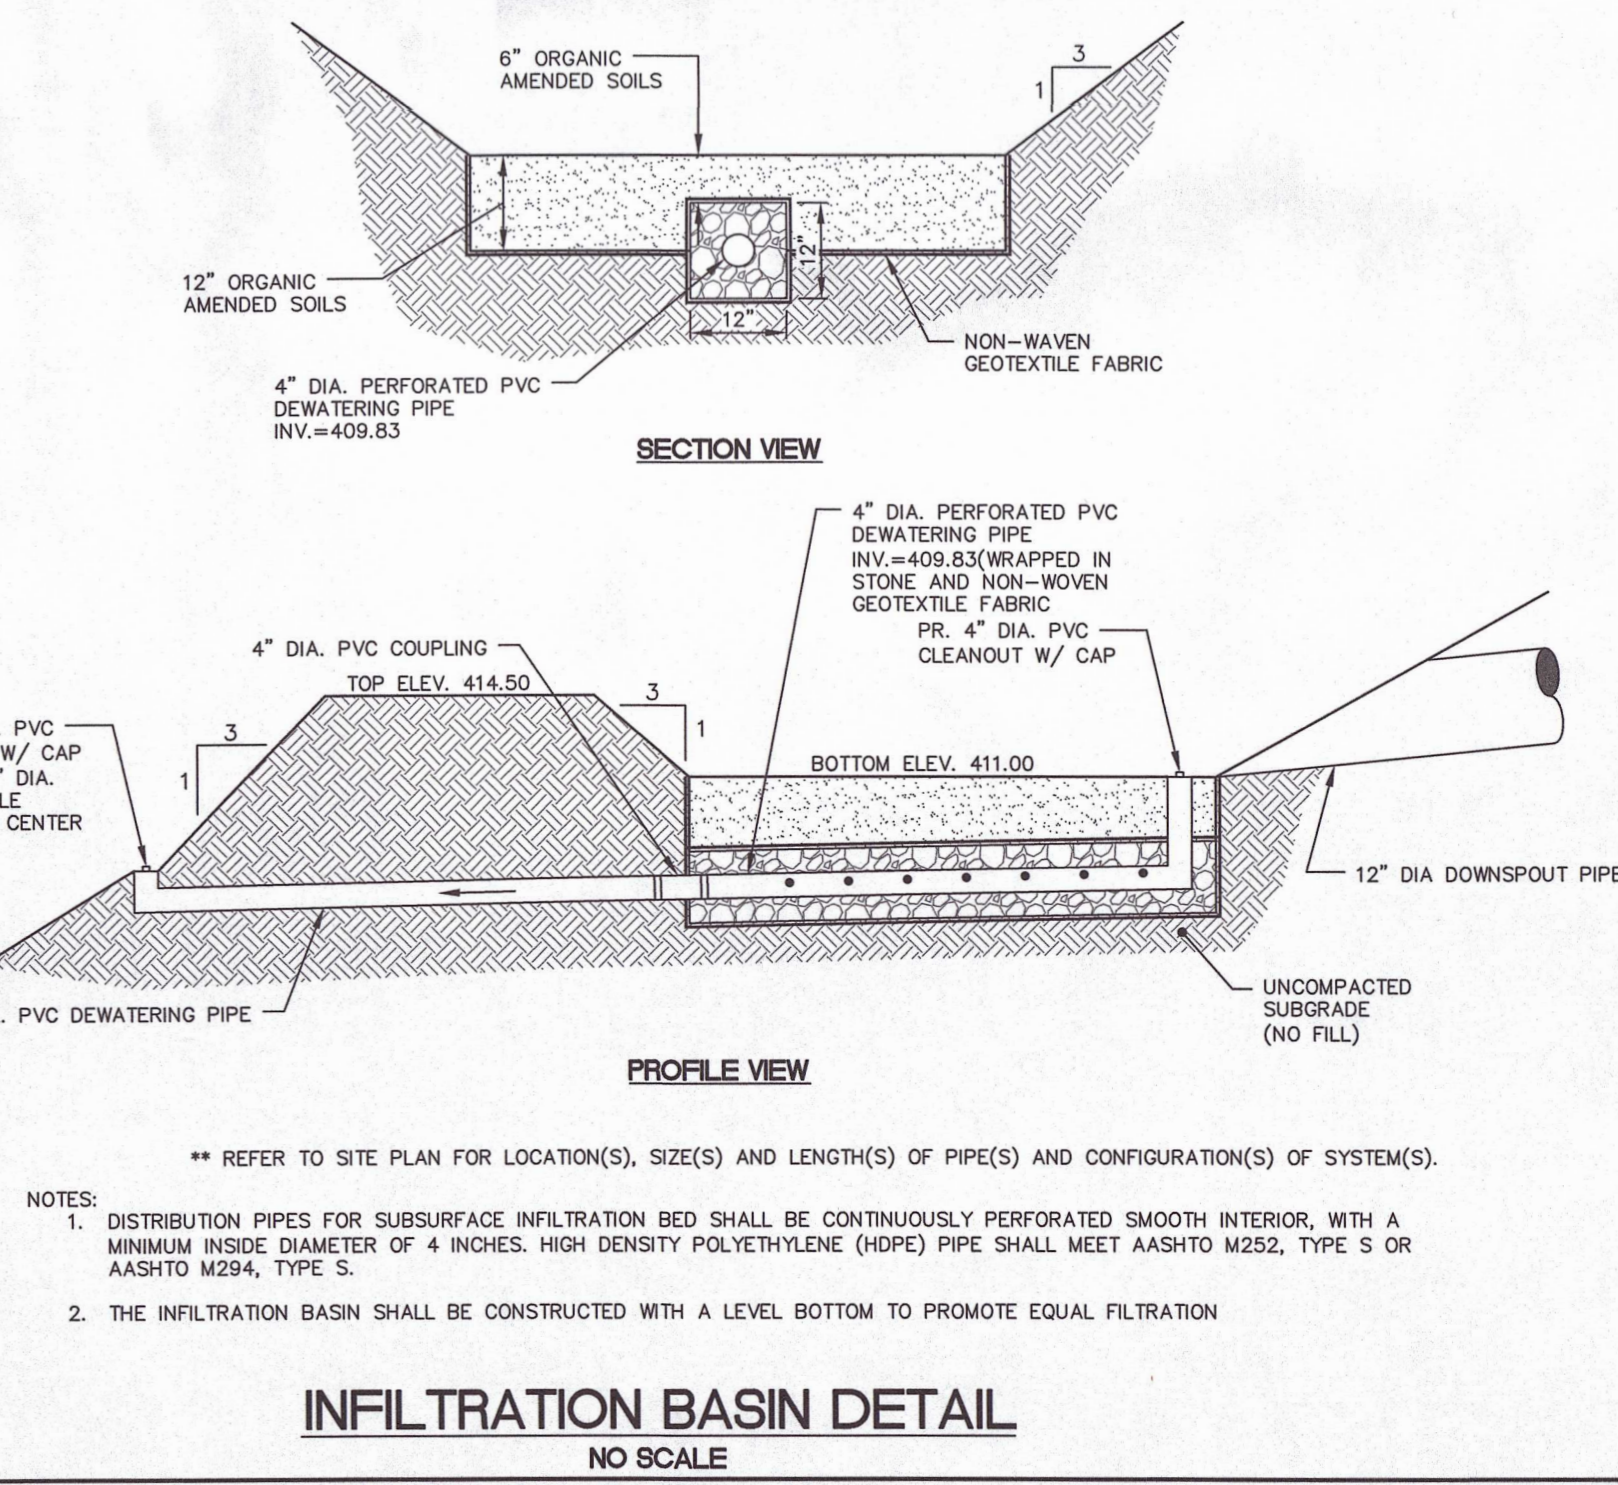 6" ORGANIC
AMENDED SOILS
3
1
12" ORGANIC
AMENDED SOILS
12"
12"
NON-WAVEN
GEOTEXTILE FABRIC
4" DIA. PERFORATED PVC
DEWATERING PIPE
INV.=409.83
SECTION VIEW
4" DIA. PERFORATED PVC
DEWATERING PIPE
INV.=409.83(WRAPPED IN
STONE AND NON-WOVEN
GEOTEXTILE FABRIC
PR. 4" DIA. PVC
CLEANOUT W/ CAP
4" DIA. PVC COUPLING
TOP ELEV. 414.50
3
1
3
1
PVC
W/ CAP
" DIA.
LE
CENTER
BOTTOM ELEV. 411.00
12" DIA DOWNSPOUT PIPE
UNCOMPACTED
SUBGRADE
(NO FILL)
. PVC DEWATERING PIPE
PROFILE VIEW
** REFER TO SITE PLAN FOR LOCATION(S), SIZE(S) AND LENGTH(S) OF PIPE(S) AND CONFIGURATION(S) OF SYSTEM(S).
NOTES:
1. DISTRIBUTION PIPES FOR SUBSURFACE INFILTRATION BED SHALL BE CONTINUOUSLY PERFORATED SMOOTH INTERIOR, WITH A
MINIMUM INSIDE DIAMETER OF 4 INCHES. HIGH DENSITY POLYETHYLENE (HDPE) PIPE SHALL MEET AASHTO M252, TYPE S OR
AASHTO M294, TYPE S.
2. THE INFILTRATION BASIN SHALL BE CONSTRUCTED WITH A LEVEL BOTTOM TO PROMOTE EQUAL FILTRATION
INFILTRATION BASIN DETAIL
NO SCALE